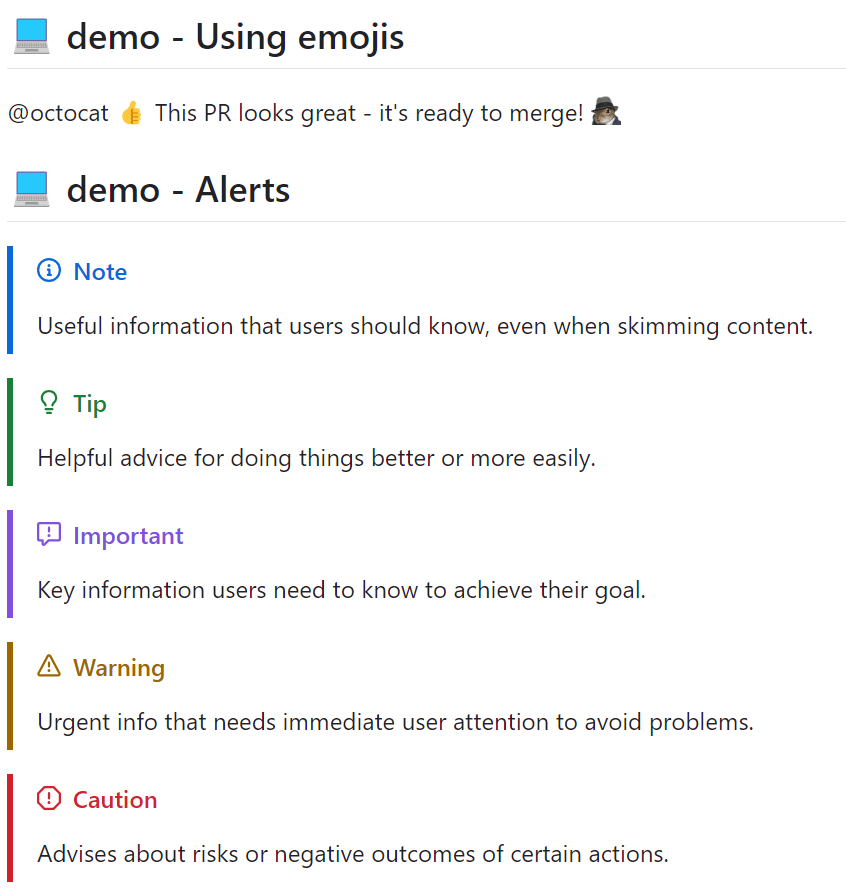 💻 demo - Using emojis
@octocat 👍 This PR looks great - it's ready to merge!
💻 demo - Alerts
Note
Useful information that users should know, even when skimming content.
Tip
Helpful advice for doing things better or more easily.
Important
Key information users need to know to achieve their goal.
Warning
Urgent info that needs immediate user attention to avoid problems.
Caution
Advises about risks or negative outcomes of certain actions.